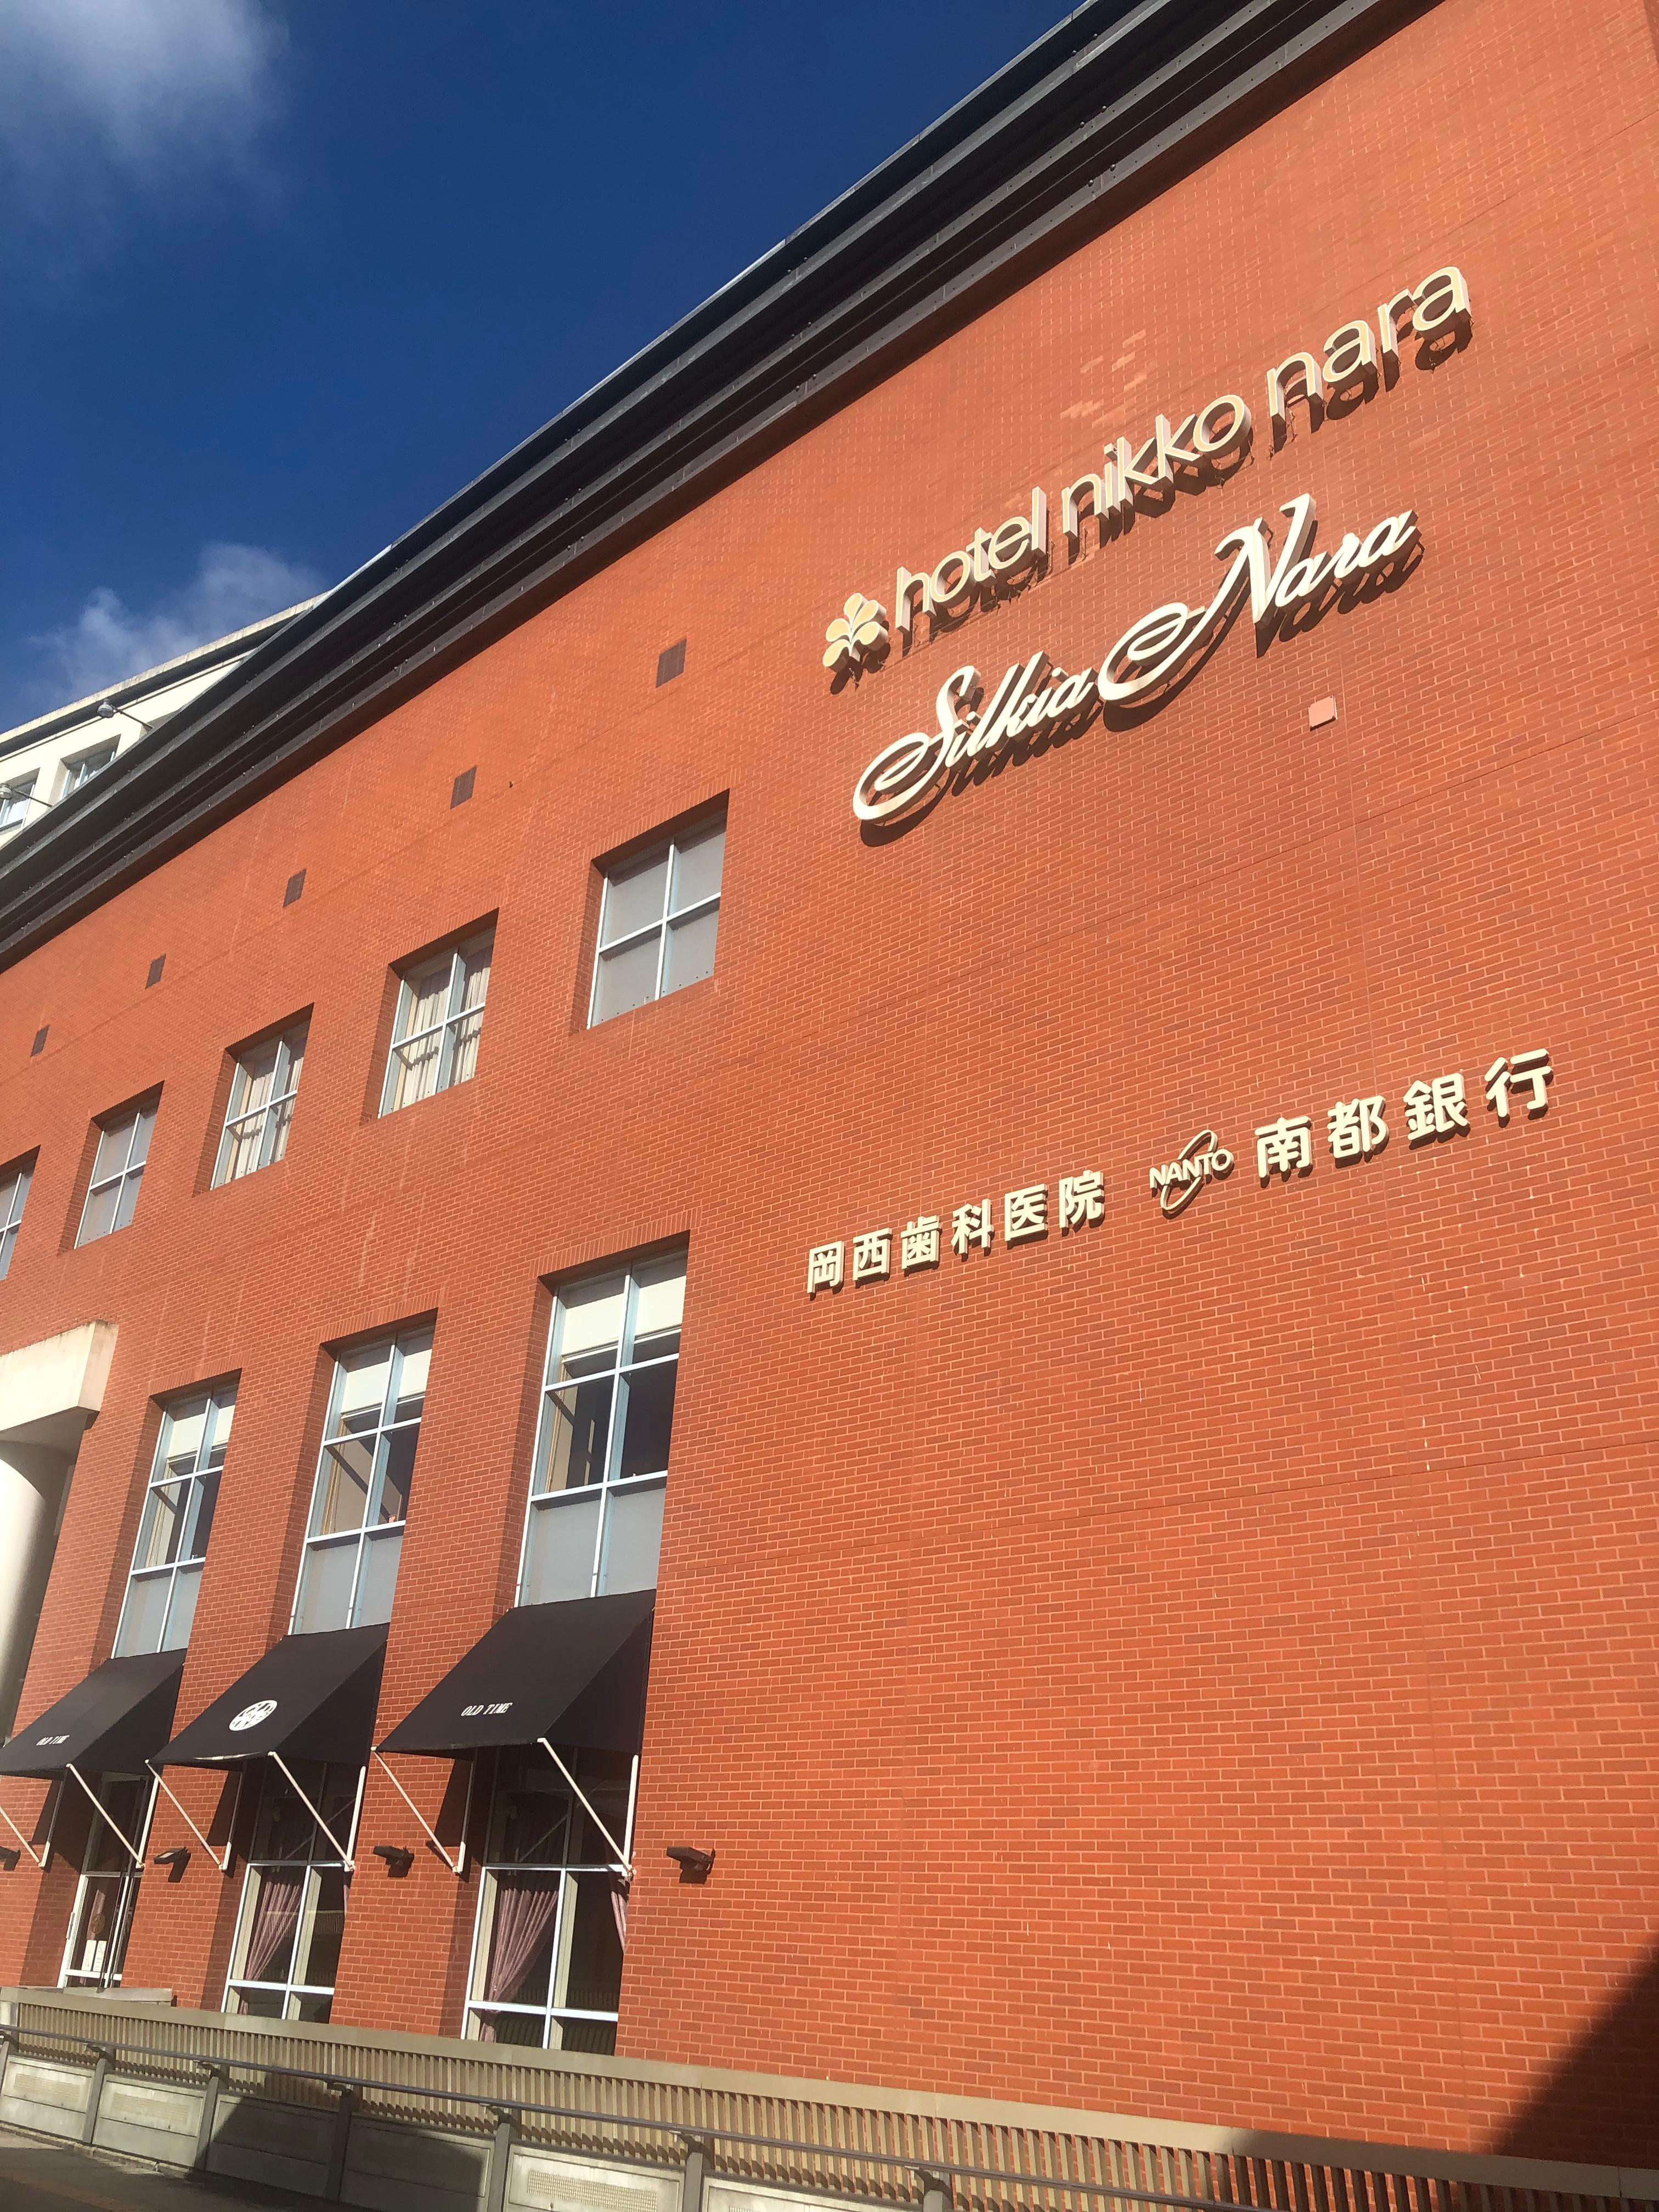 hotel nikko nara
Silkia Nara
岡西歯科医院 NANTO 南都銀行
OLD TIME
OLD TIME